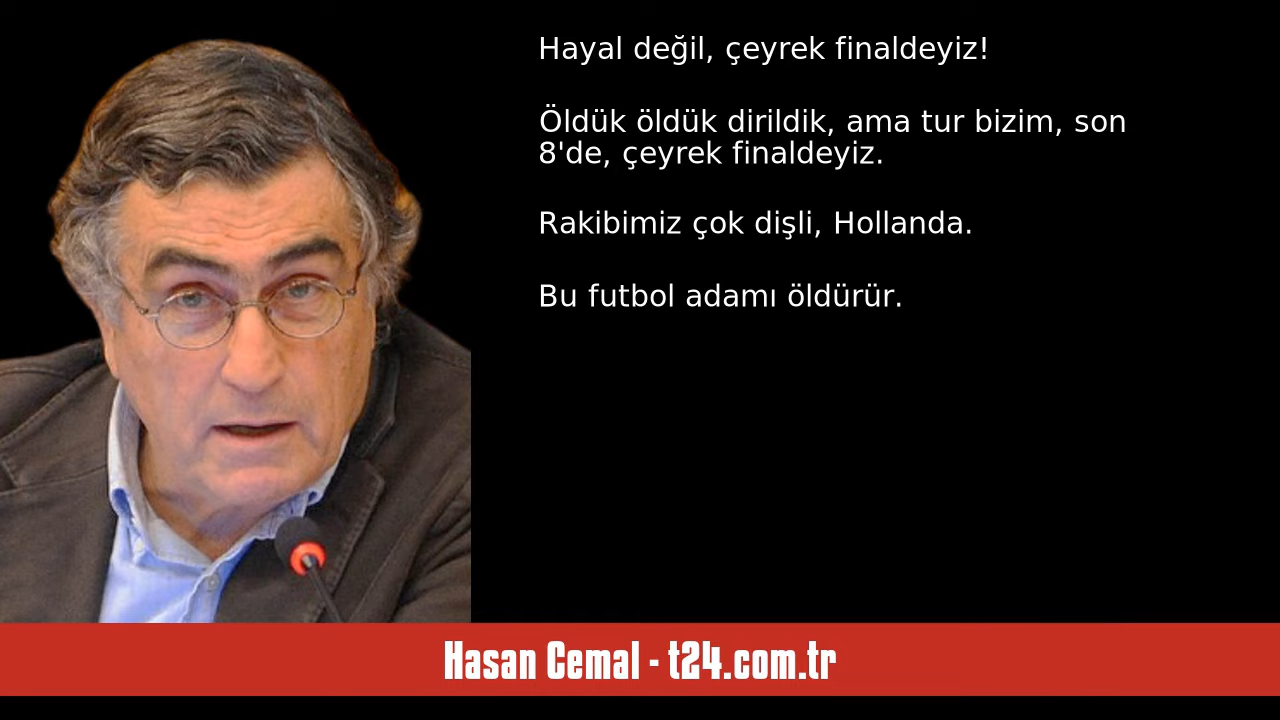 Hayal değil, çeyrek finaldeyiz!
Öldük öldük dirildik, ama tur bizim, son
8'de, çeyrek finaldeyiz.
Rakibimiz çok dişli, Hollanda.
Bu futbol adamı öldürür.
Hasan Cemal - t24.com.tr